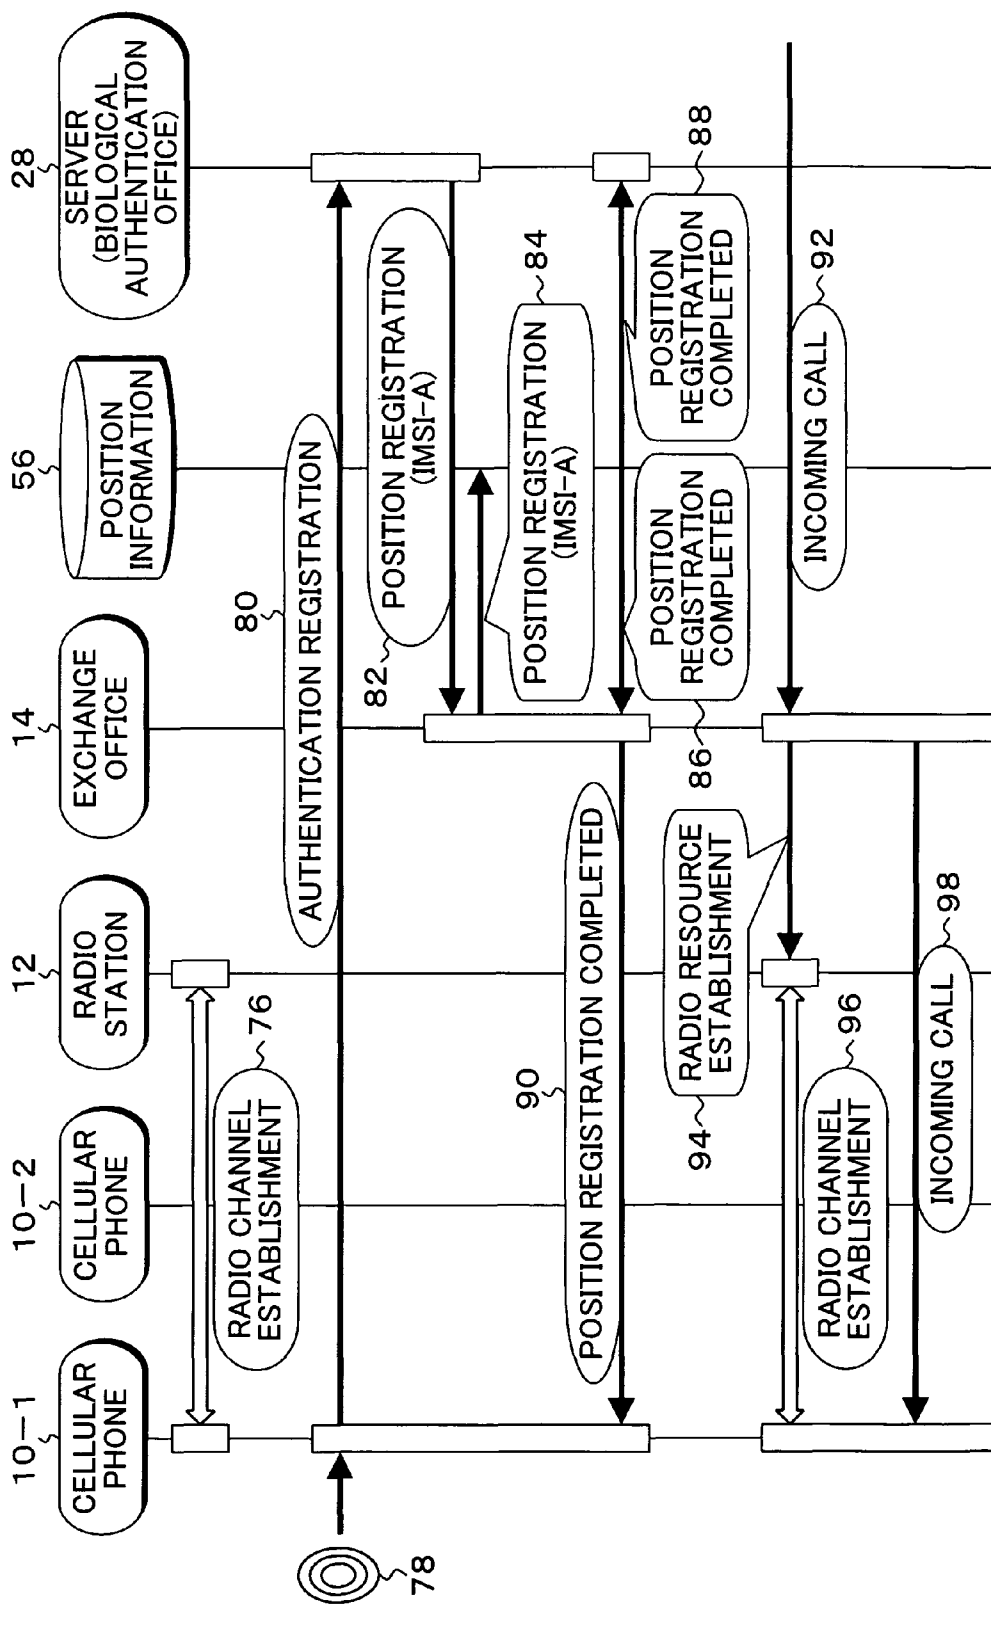 10-1
CELLULAR
PHONE
10-2
CELLULAR
PHONE
12
RADIO
STATION
14
EXCHANGE
OFFICE
56
POSITION
INFORMATION
28
SERVER
(BIOLOGICAL
AUTHENTICATION
OFFICE)
76
RADIO CHANNEL
ESTABLISHMENT
78
80
AUTHENTICATION REGISTRATION
82
POSITION REGISTRATION
(IMSI-A)
84
POSITION REGISTRATION
(IMSI-A)
90
POSITION REGISTRATION COMPLETED
86
POSITION
REGISTRATION
COMPLETED
88
POSITION
REGISTRATION
COMPLETED
94
RADIO RESOURCE
ESTABLISHMENT
92
INCOMING CALL
96
RADIO CHANNEL
ESTABLISHMENT
98
INCOMING CALL